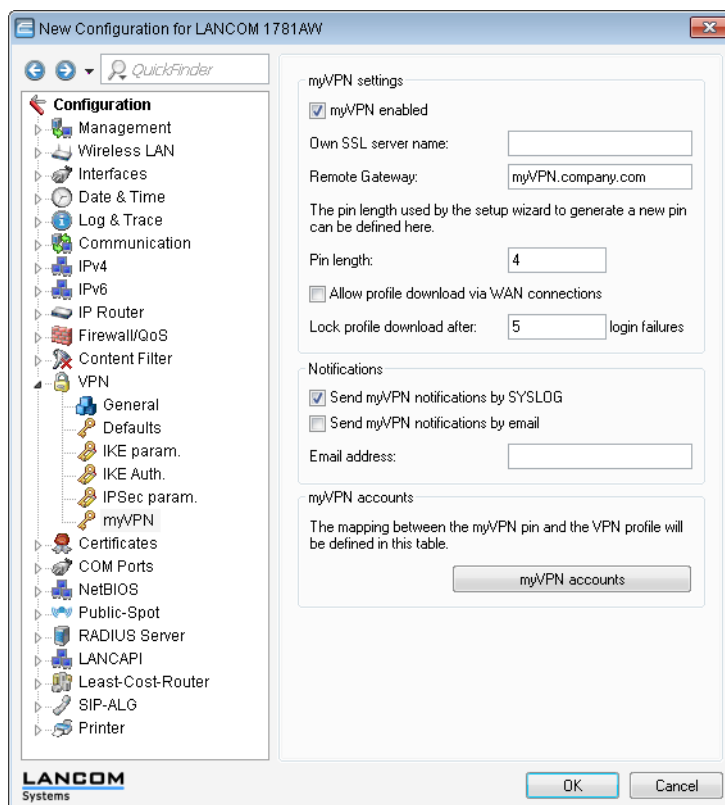 New Configuration for LANCOM 1781AW
QuickFinder
Configuration
Management
Wireless LAN
Interfaces
Date & Time
Log & Trace
Communication
IPv4
IPv6
IP Router
Firewall/QoS
Content Filter
VPN
General
Defaults
IKE param.
IKE Auth.
IPSec param.
myVPN
Certificates
COM Ports
NetBIOS
Public-Spot
RADIUS Server
LANCAPI
Least-Cost-Router
SIP-ALG
Printer
myVPN settings
myVPN enabled
Own SSL server name:
Remote Gateway: myVPN.company.com
The pin length used by the setup wizard to generate a new pin
can be defined here.
Pin length: 4
Allow profile download via WAN connections
Lock profile download after: 5 login failures
Notifications
Send myVPN notifications by SYSLOG
Send myVPN notifications by email
Email address:
myVPN accounts
The mapping between the myVPN pin and the VPN profile will
be defined in this table.
myVPN accounts
LANCOM
Systems
OK
Cancel